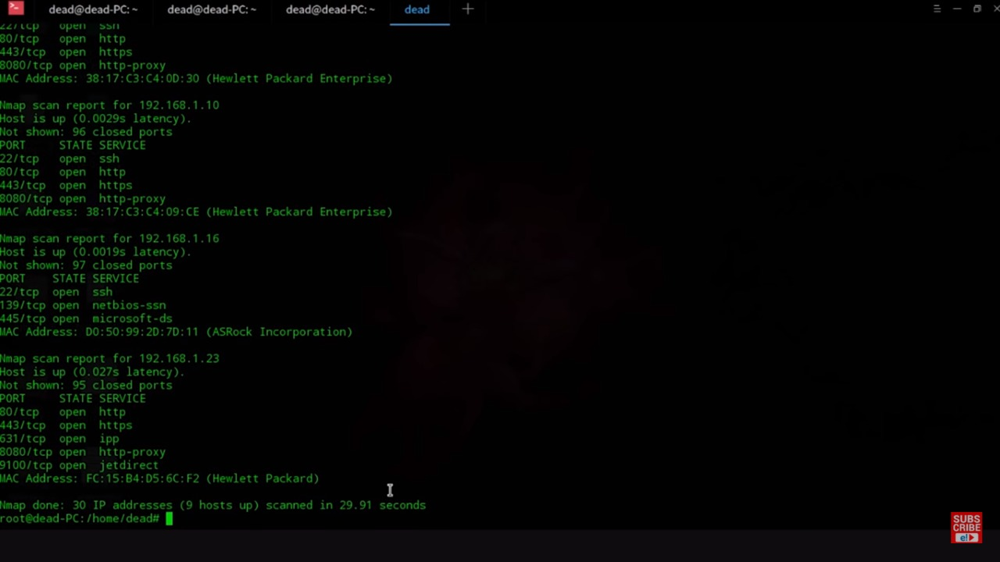 dead@dead-PC: ~ dead@dead-PC: ~ dead@dead-PC: ~ dead
22/tcp open ssh
80/tcp open http
443/tcp open https
8080/tcp open http-proxy
MAC Address: 38:17:C3:C4:0D:30 (Hewlett Packard Enterprise)
Nmap scan report for 192.168.1.10
Host is up (0.0029s latency).
Not shown: 96 closed ports
PORT STATE SERVICE
22/tcp open ssh
80/tcp open http
443/tcp open https
8080/tcp open http-proxy
MAC Address: 38:17:C3:C4:09:CE (Hewlett Packard Enterprise)
Nmap scan report for 192.168.1.16
Host is up (0.0019s latency).
Not shown: 97 closed ports
PORT STATE SERVICE
22/tcp open ssh
139/tcp open netbios-ssn
445/tcp open microsoft-ds
MAC Address: D0:50:99:2D:7D:11 (ASRock Incorporation)
Nmap scan report for 192.168.1.23
Host is up (0.027s latency).
Not shown: 95 closed ports
PORT STATE SERVICE
80/tcp open http
443/tcp open https
631/tcp open ipp
8080/tcp open http-proxy
9100/tcp open jetdirect
MAC Address: FC:15:B4:D5:6C:F2 (Hewlett Packard)
Nmap done: 30 IP addresses (9 hosts up) scanned in 29.91 seconds
root@dead-PC:/home/dead#
SUBS
CRIBE
e!